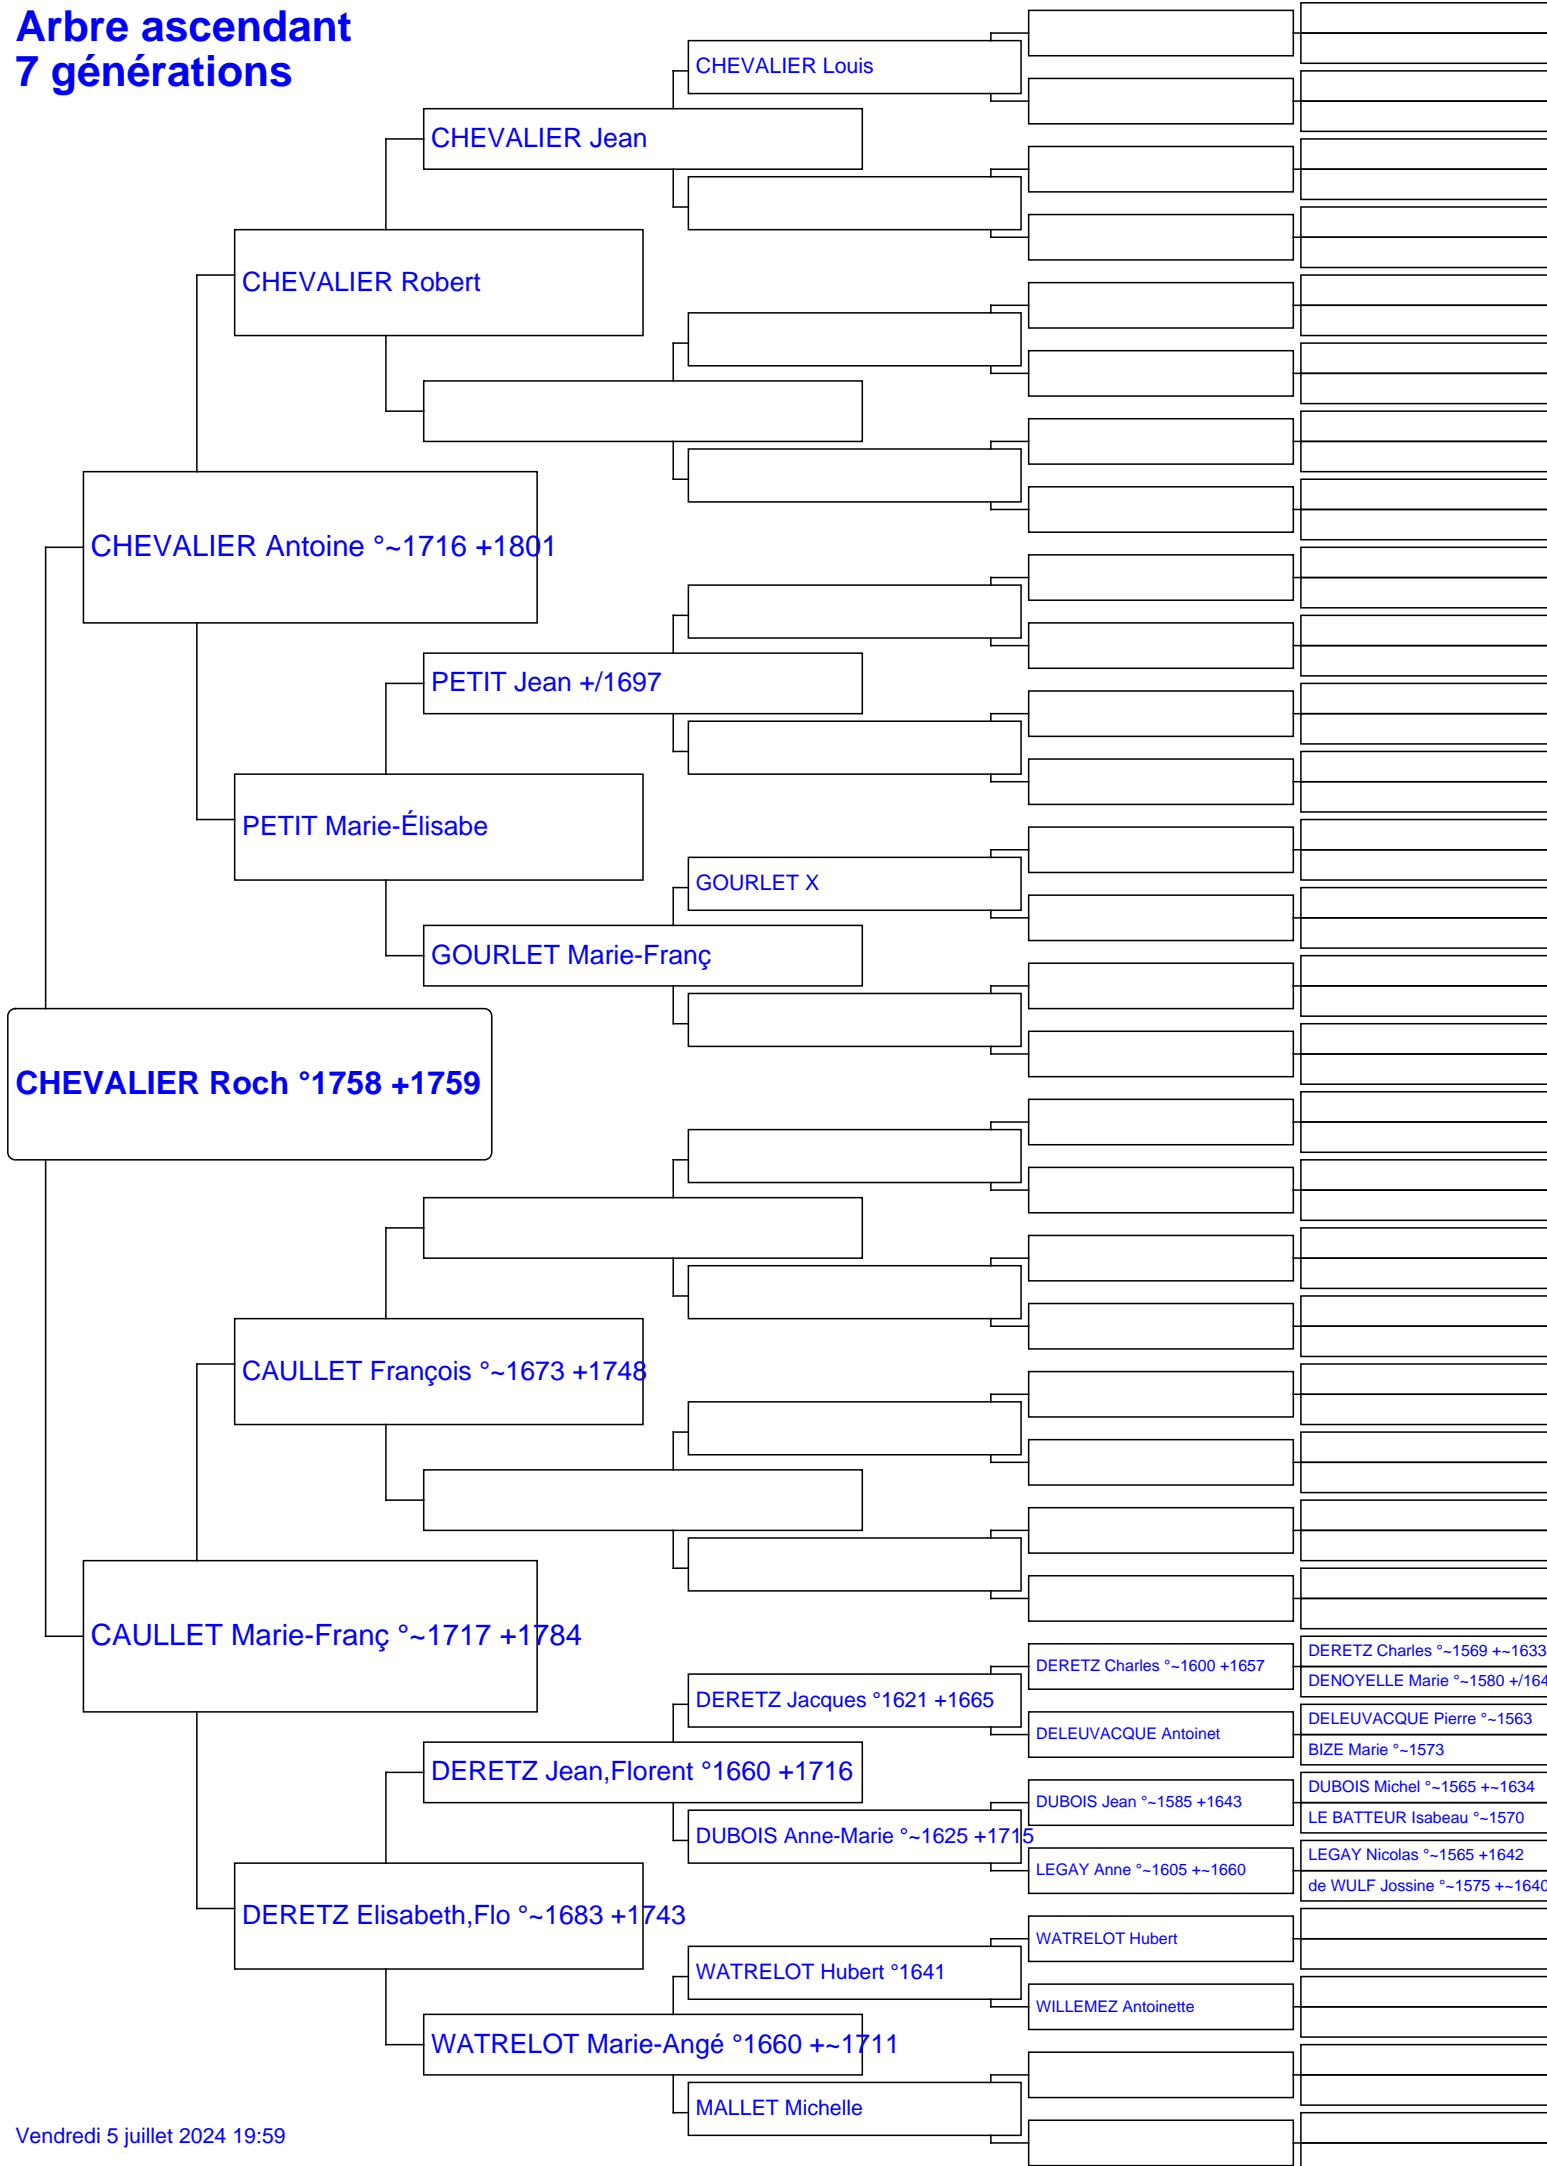 Arbre ascendant
7 générations
CHEVALIER Louis
CHEVALIER Jean
CHEVALIER Robert
CHEVALIER Antoine °~1716 +1801
PETIT Jean +/1697
PETIT Marie-Élisabe
GOURLET X
GOURLET Marie-Franç
CHEVALIER Roch °1758 +1759
CAULLET François °~1673 +1748
CAULLET Marie-Franç °~1717 +1784
DERETZ Charles °~1569 +~1633
DERETZ Charles °~1600 +1657
DENOYELLE Marie °~1580 +/164
DERETZ Jacques °1621 +1665
DELEUVACQUE Pierre °~1563
DELEUVACQUE Antoinet
BIZE Marie °~1573
DERETZ Jean,Florent °1660 +1716
DUBOIS Michel °~1565 +~1634
DUBOIS Jean °~1585 +1643
LE BATTEUR Isabeau °~1570
DUBOIS Anne-Marie °~1625 +1715
LEGAY Nicolas °~1565 +1642
LEGAY Anne °~1605 +~1660
de WULF Jossine °~1575 +~1640
DERETZ Elisabeth,Flo °~1683 +1743
WATRELOT Hubert
WATRELOT Hubert °1641
WILLEMEZ Antoinette
WATRELOT Marie-Angé °1660 +~1711
MALLET Michelle
Vendredi 5 juillet 2024 19:59